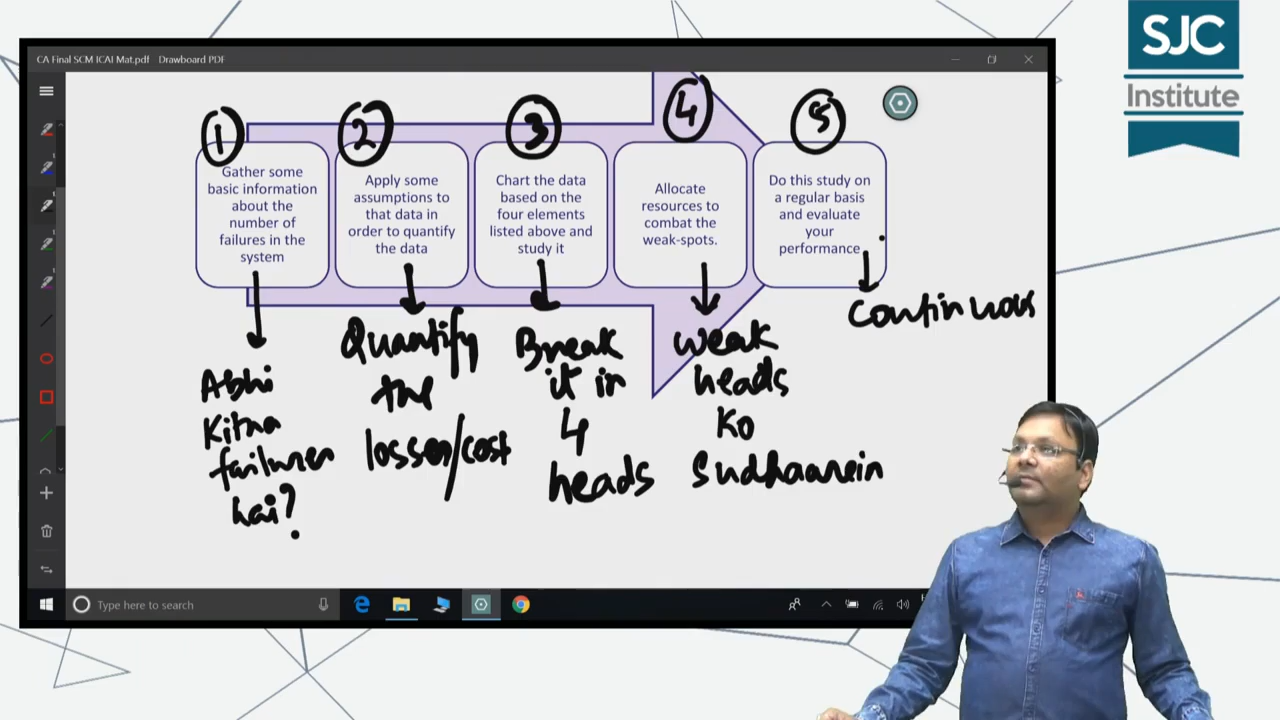 SJC
Institute
CA Final SCM ICAI Mat.pdf - Drawboard PDF
1
2
3
4
5
Gather some
basic information
about the
number of
failures in the
system
Apply some
assumptions to
that data in
order to quantify
the data
Chart the data
based on the
four elements
listed above and
study it
Allocate
resources to
combat the
weak-spots.
Do this study on
a regular basis
and evaluate
your
performance
Abhi
Kitna
failures
hai?
Quantify
the
losses/cost
Break
it in
4
heads
Weak
heads
Ko
Sudhaarein
Continuous
Type here to search